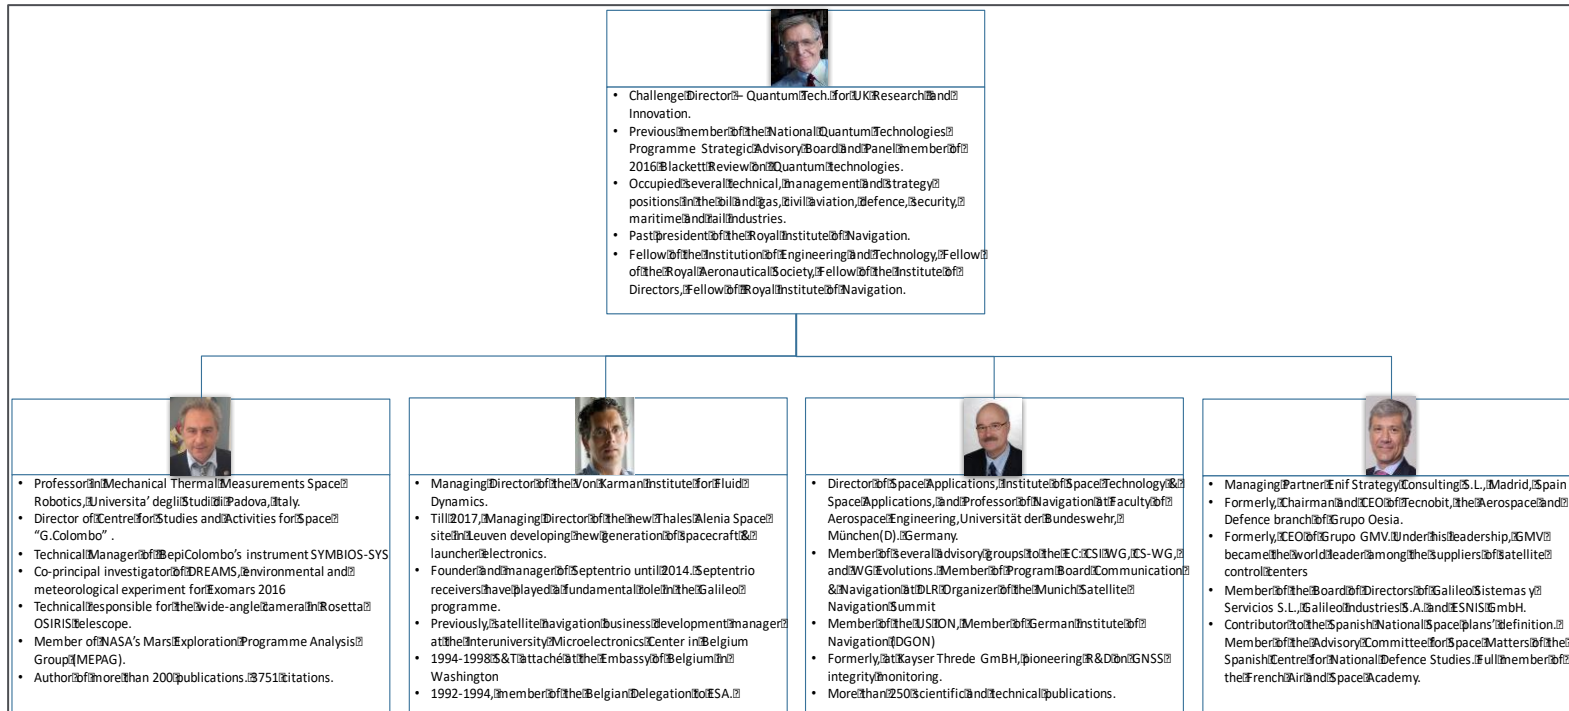 • Challenge Director – Quantum Tech. for UK Research and
Innovation.
• Previous member of the National Quantum Technologies
Programme Strategic Advisory Board and Panel member of
2016 Blackett Review on Quantum technologies.
• Occupied several technical, management and strategy
positions in the oil and gas, civil aviation, defence, security,
maritime and rail industries.
• Past president of the Royal Institute of Navigation.
• Fellow of the Institution of Engineering and Technology, Fellow
of the Royal Aeronautical Society, Fellow of the Institute of
Directors, Fellow of Royal Institute of Navigation.
• Professor in Mechanical Thermal Measurements Space
Robotics, Universita' degli Studi di Padova, Italy.
• Director of Centre for Studies and Activities for Space
“G.Colombo” .
• Technical Manager of BepiColombo's instrument SYMBIOS-SYS
• Co-principal investigator of DREAMS, environmental and
meteorological experiment for Exomars 2016
• Technical responsible for the wide-angle camera in Rosetta
OSIRIS telescope.
• Member of NASA's Mars Exploration Programme Analysis
Group (MEPAG).
• Author of more than 200 publications. 3751 citations.
• Managing Director of the Von Karman Institute for Fluid
Dynamics.
• Till 2017, Managing Director of the new Thales Alenia Space
site in Leuven developing new generation of spacecraft &
launcher electronics.
• Founder and manager of Septentrio until 2014. Septentrio
receivers have played a fundamental role in the Galileo
programme.
• Previously, satellite navigation business development manager
at the Interuniversity Microelectronics Center in Belgium
• 1994-1998 S&T attaché at the Embassy of Belgium in
Washington
• 1992-1994, member of the Belgian Delegation to ESA.
• Director of Space Applications, Institute of Space Technology &
Space Applications, and Professor of Navigation at Faculty of
Aerospace Engineering, Universität der Bundeswehr,
München (D). Germany.
• Member of several advisory groups to the EC: CSI WG, CS-WG,
and WG Evolutions. Member of Program Board Communication
& Navigation at DLR Organizer of the Munich Satellite
Navigation Summit
• Member of the US ION, Member of German Institute of
Navigation (DGON)
• Formerly, at Kayser Threde GmBH, pioneering R&D on GNSS
integrity monitoring.
• More than 250 scientific and technical publications.
• Managing Partner Enif Strategy Consulting S.L., Madrid, Spain
• Formerly, Chairman and CEO of Tecnobit, the Aerospace and
Defence branch of Grupo Oesia.
• Formerly, CEO of Grupo GMV. Under his leadership, GMV
became the world leader among the suppliers of satellite
control centers
• Member of the Board of Directors of Galileo Sistemas y
Servicios S.L., Galileo Industries S.A. and ESNIS GmbH.
• Contributor to the Spanish National Space plans' definition.
• Member of the Advisory Committee for Space Matters of the
Spanish Centre for National Defence Studies. Full member of
the French Air and Space Academy.